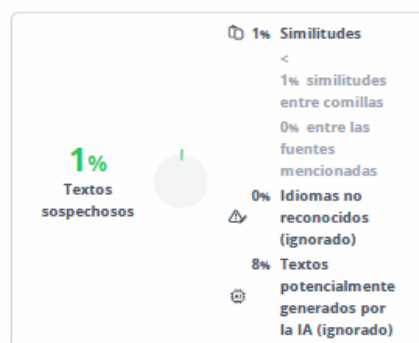 1%
Textos
sospechosos
1% Similitudes
<
1% similitudes
entre comillas
0% entre las
fuentes
mencionadas
0% Idiomas no
reconocidos
(ignorado)
8% Textos
potencialmente
generados por
la IA (ignorado)